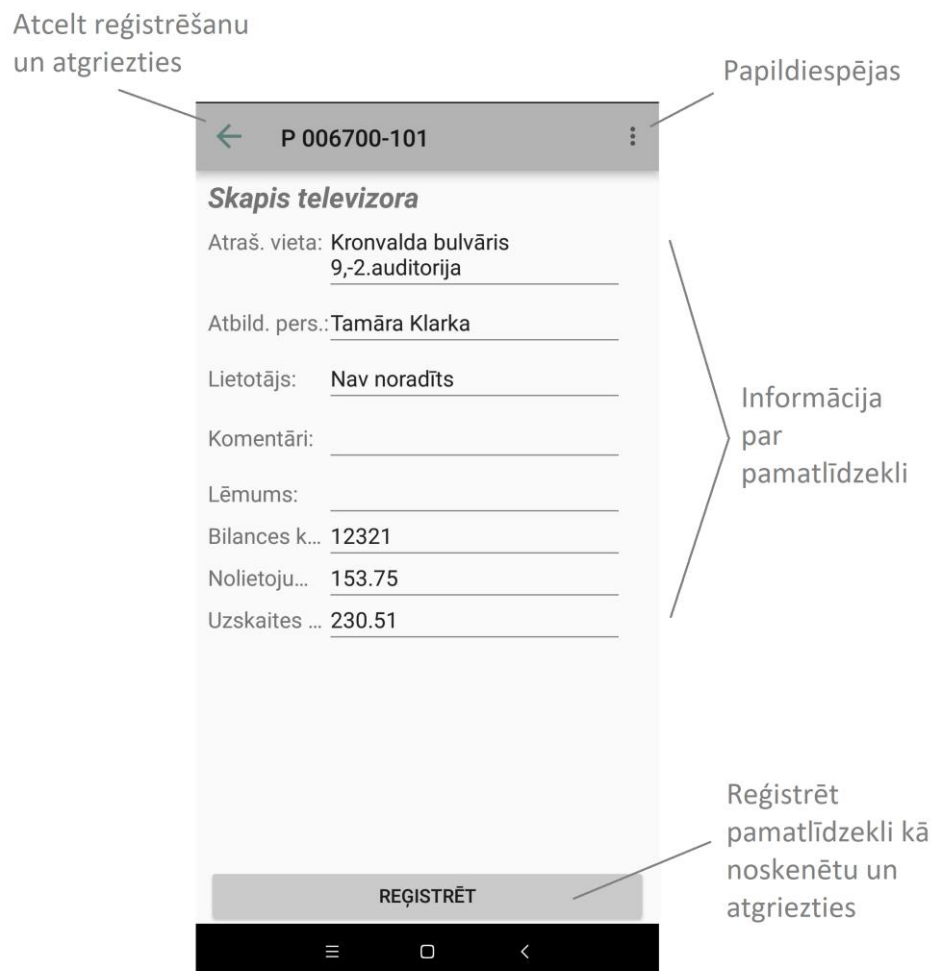 Atcelt reģistrēšanu
un atgriezties
Papildiespējas
P 006700-101
Skapis televizora
Atraš. vieta: Kronvalda bulvāris
9,-2.auditorija
Atbild. pers.: Tamāra Klarka
Lietotājs: Nav noradīts
Komentāri:
Lēmums:
Bilances k... 12321
Nolietoju... 153.75
Uzskaites ... 230.51
Informācija
par
pamatlīdzekli
Reģistrēt
pamatlīdzekli kā
noskenētu un
atgriezties
REĢISTRĒT